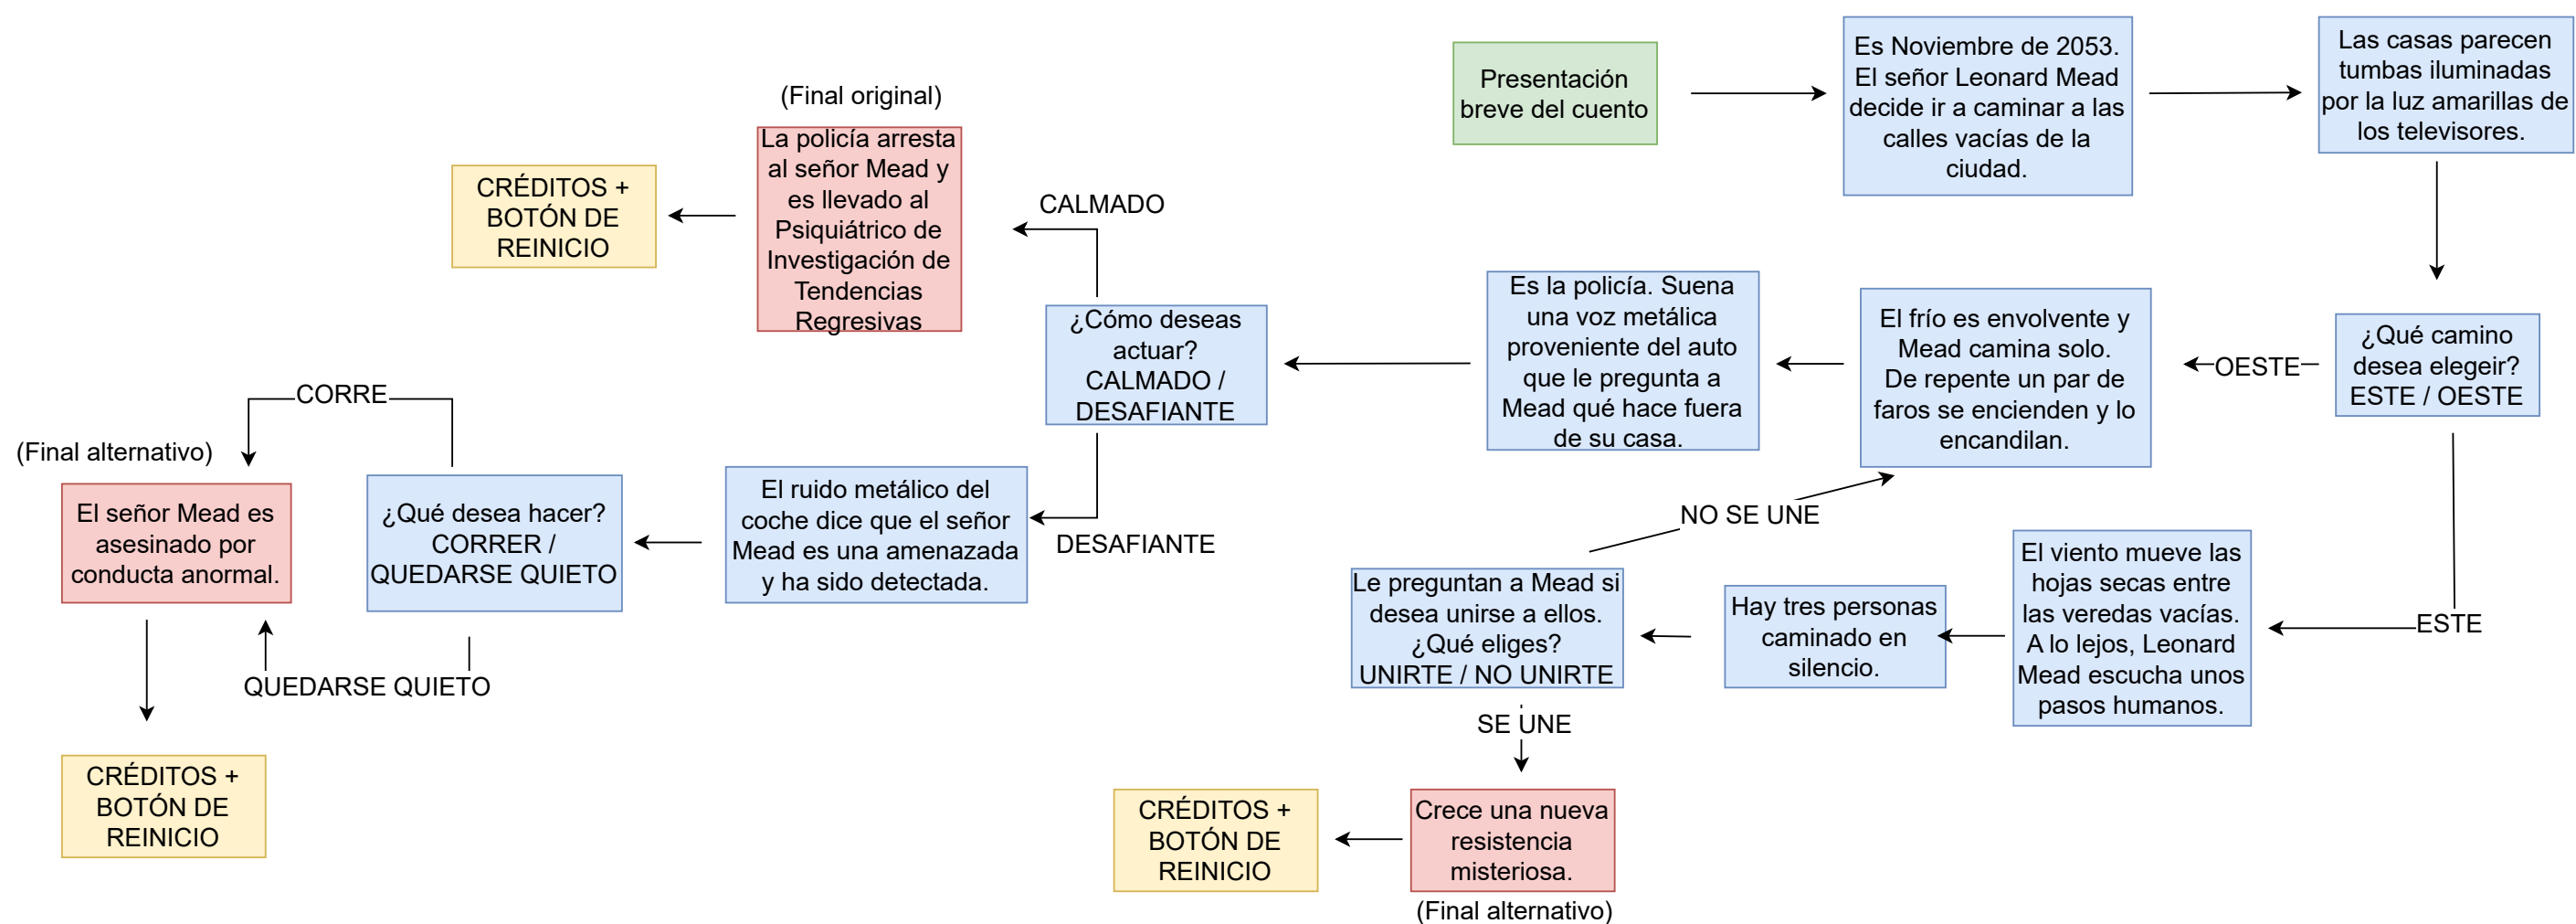 Presentación
breve del cuento
Es Noviembre de 2053.
El señor Leonard Mead
decide ir a caminar a las
calles vacías de la
ciudad.
Las casas parecen
tumbas iluminadas
por la luz amarillas de
los televisores.
¿Qué camino
desea elegeir?
ESTE / OESTE
OESTE
El frío es envolvente y
Mead camina solo.
De repente un par de
faros se encienden y lo
encandilan.
Es la policía. Suena
una voz metálica
proveniente del auto
que le pregunta a
Mead qué hace fuera
de su casa.
¿Cómo deseas
actuar?
CALMADO /
DESAFIANTE
CALMADO
(Final original)
La policía arresta
al señor Mead y
es llevado al
Psiquiátrico de
Investigación de
Tendencias
Regresivas
CRÉDITOS +
BOTÓN DE
REINICIO
DESAFIANTE
El ruido metálico del
coche dice que el señor
Mead es una amenazada
y ha sido detectada.
¿Qué desea hacer?
CORRER /
QUEDARSE QUIETO
CORRE
QUEDARSE QUIETO
(Final alternativo)
El señor Mead es
asesinado por
conducta anormal.
CRÉDITOS +
BOTÓN DE
REINICIO
ESTE
El viento mueve las
hojas secas entre
las veredas vacías.
A lo lejos, Leonard
Mead escucha unos
pasos humanos.
Hay tres personas
caminado en
silencio.
Le preguntan a Mead si
desea unirse a ellos.
¿Qué eliges?
UNIRTE / NO UNIRTE
NO SE UNE
SE UNE
Crece una nueva
resistencia
misteriosa.
(Final alternativo)
CRÉDITOS +
BOTÓN DE
REINICIO